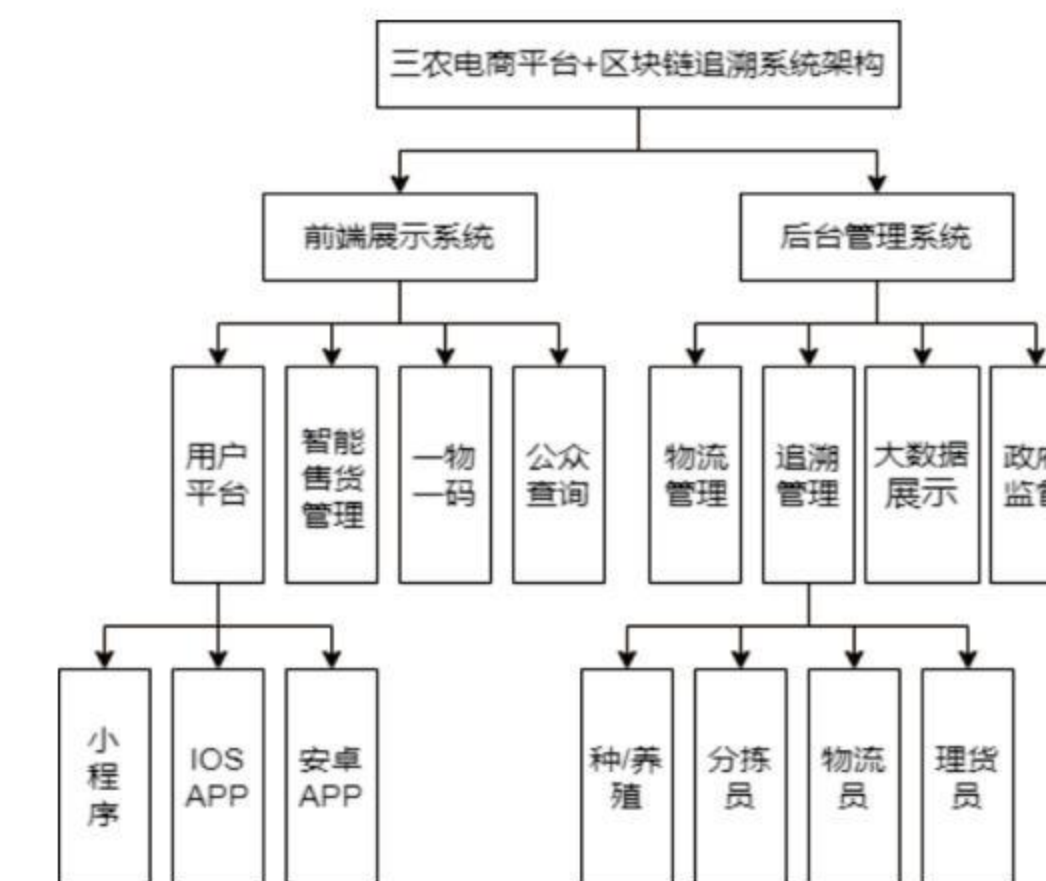 三农电商平台+区块链追溯系统架构
前端展示系统
后台管理系统
用户
平台
智能
售货
管理
一物
一码
公众
查询
物流
管理
追溯
管理
大数据
展示
政府
监督
小
程
序
IOS
APP
安卓
APP
种/养
殖
分拣
员
物流
员
理货
员